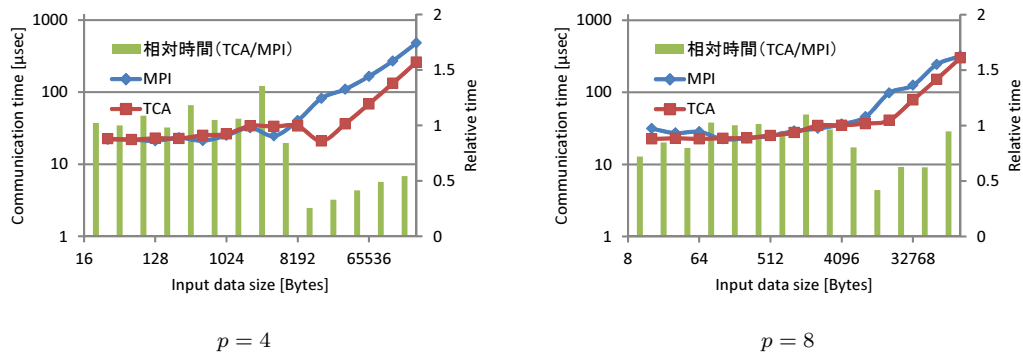 1000
100
10
1
Communication time [μsec]
相対時間（TCA/MPI）
MPI
TCA
2
1.5
1
0.5
0
Relative time
16 128 1024 8192 65536
Input data size [Bytes]
p = 4
1000
100
10
1
Communication time [μsec]
相対時間（TCA/MPI）
MPI
TCA
2
1.5
1
0.5
0
Relative time
8 64 512 4096 32768
Input data size [Bytes]
p = 8